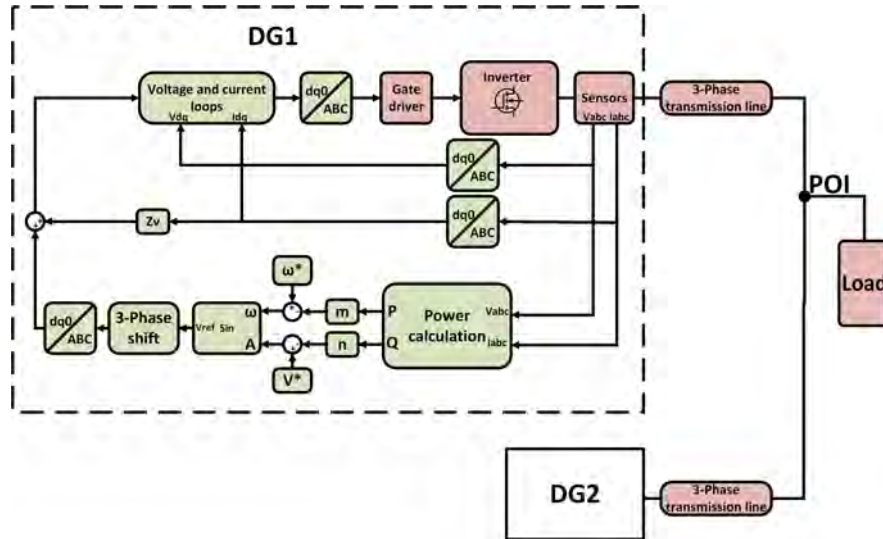 DG1
Voltage and current
loops
Vdq
Idq
dq0
ABC
Gate
driver
Inverter
Sensors
Vabc Iabc
3-Phase
transmission line
dq0
ABC
POI
Zv
dq0
ABC
Load
ω*
dq0
ABC
3-Phase
shift
Vref Sin
ω
A
m
n
P
Q
Power
calculation
Vabc
Iabc
V*
DG2
3-Phase
transmission line